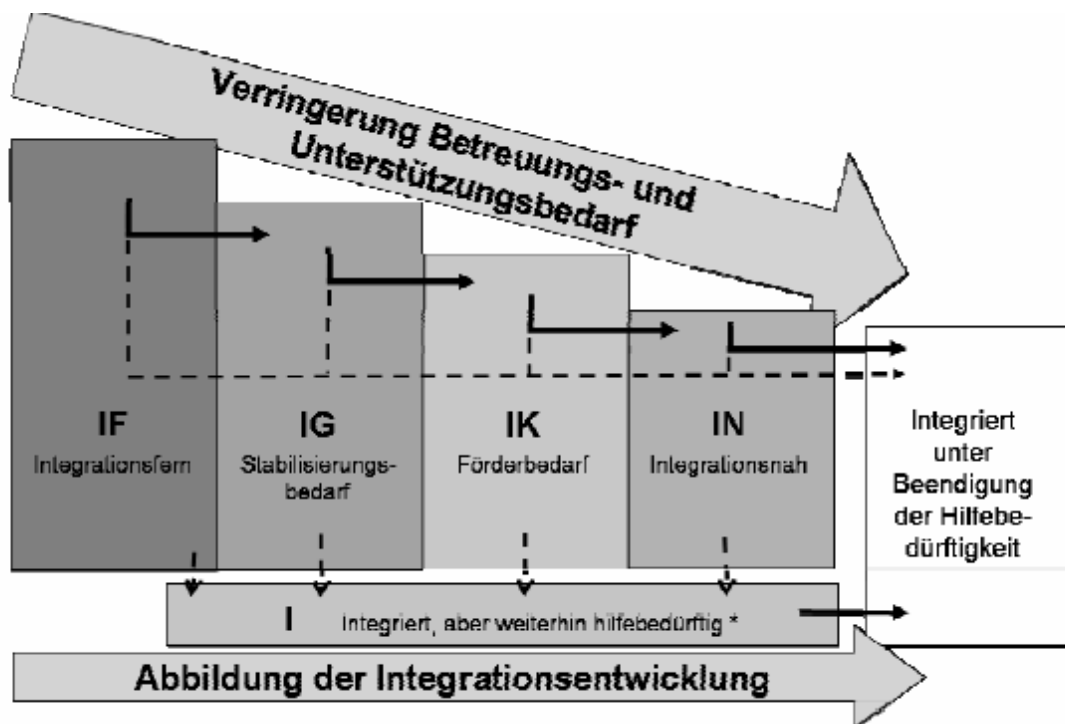 Verringerung Betreuungs- und
Unterstützungsbedarf
IF
Integrationsfern
IG
Stabilisierungs-
bedarf
IK
Förderbedarf
IN
Integrationsnah
Integriert
unter
Beendigung
der Hilfebe-
dürftigkeit
I Integriert, aber weiterhin hilfebedürftig *
Abbildung der Integrationsentwicklung